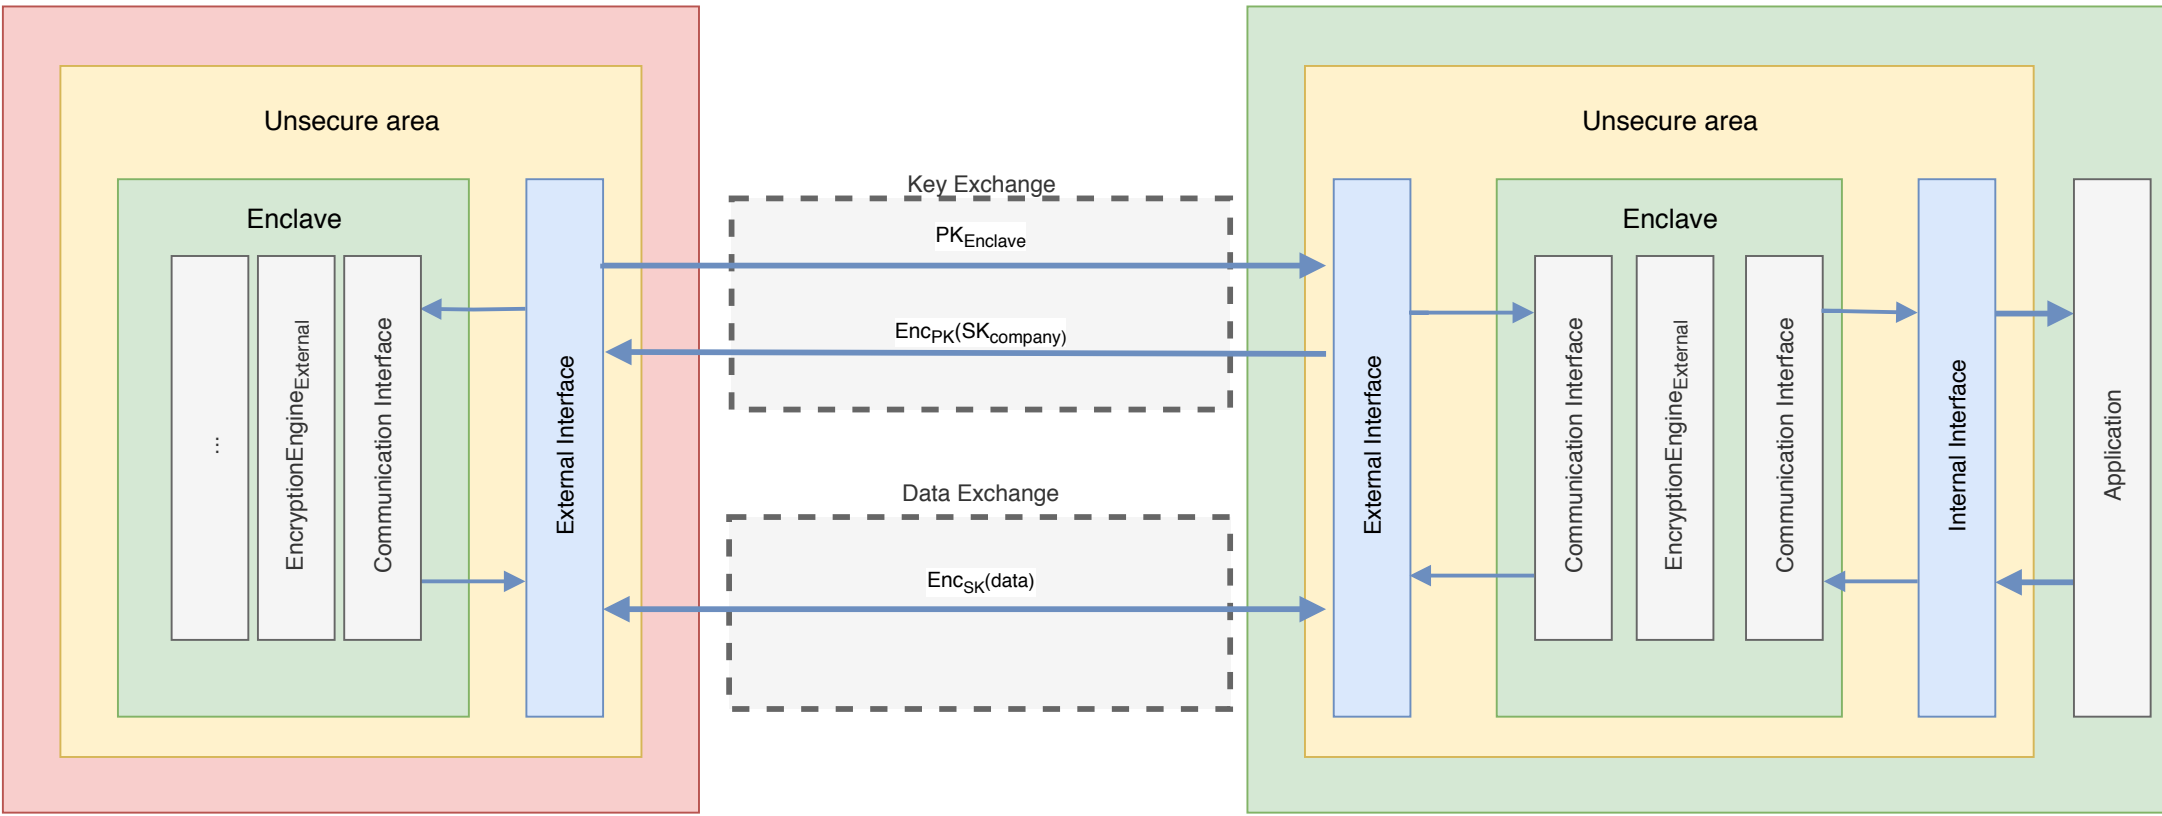 Unsecure area
Enclave
...
EncryptionEngineExternal
Communication Interface
External Interface
Key Exchange
PKEnclave
EncPK(SKcompany)
Data Exchange
EncSK(data)
Unsecure area
External Interface
Enclave
Communication Interface
EncryptionEngineExternal
Communication Interface
Internal Interface
Application